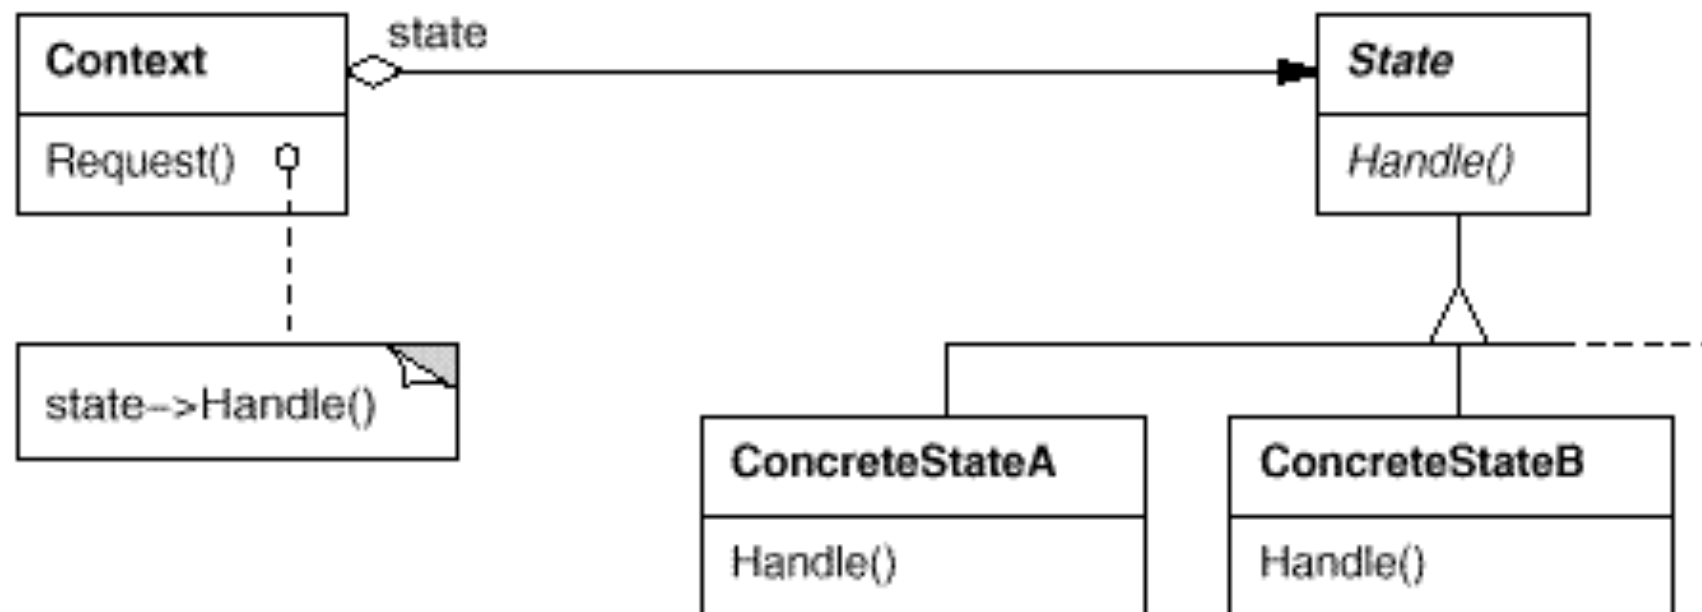 Context
state
State
Request()
Handle()
state-->Handle()
ConcreteStateA
ConcreteStateB
Handle()
Handle()